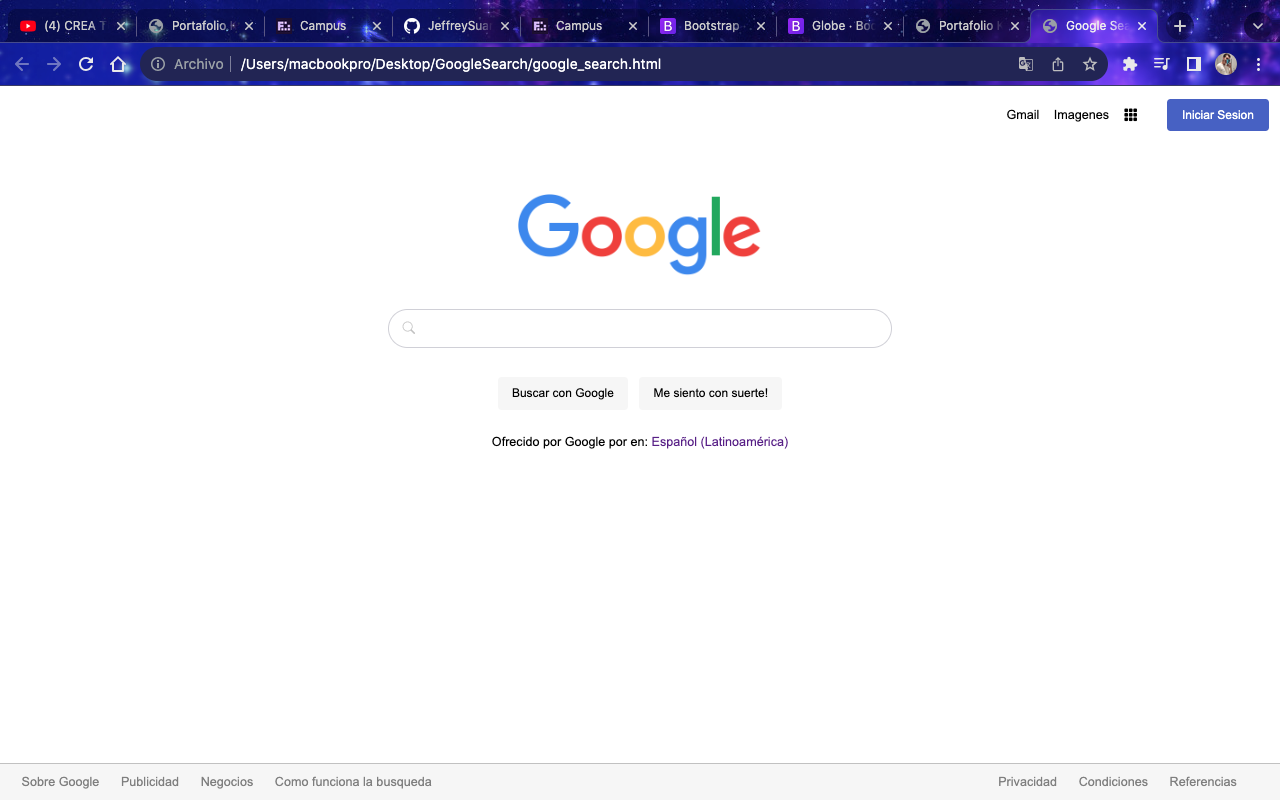 (4) CREA T Portafolio K Campus JeffreySua Campus Bootstrap · Globe · Boo Portafolio K Google Sea
Archivo /Users/macbookpro/Desktop/GoogleSearch/google_search.html
Gmail Imagenes Iniciar Sesion
Google
Buscar con Google Me siento con suerte!
Ofrecido por Google por en: Español (Latinoamérica)
Sobre Google Publicidad Negocios Como funciona la busqueda Privacidad Condiciones Referencias